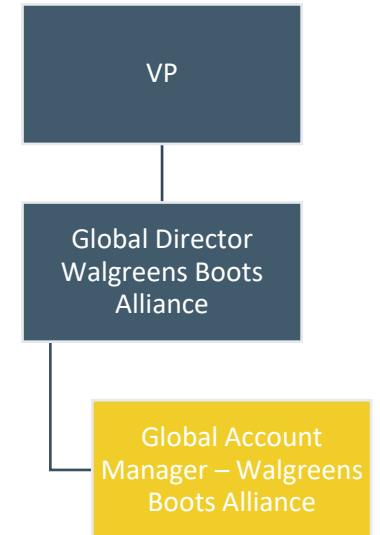 VP
Global Director
Walgreens Boots
Alliance
Global Account
Manager – Walgreens
Boots Alliance